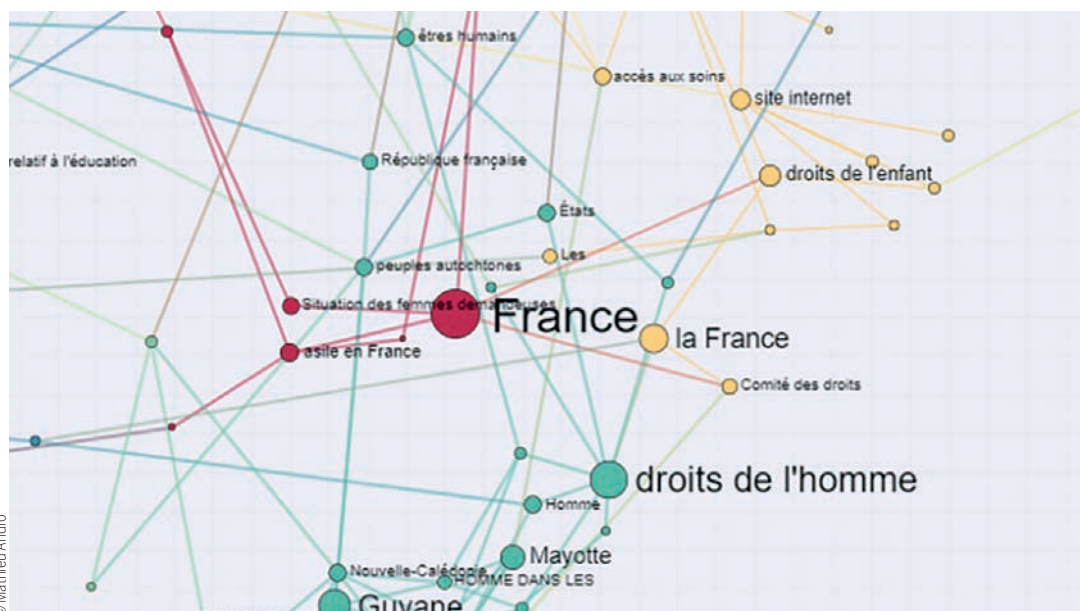 êtres humains
accès aux soins
site internet
relatif à l'éducation
République française
droits de l'enfant
États
Les
peuples autochtones
Situation des femmes demandeuses
France
la France
asile en France
Comité des droits
droits de l'homme
Homme
Mayotte
Nouvelle-Calédonie
HOMME DANS LES
Guyane
© Mathieu Andro